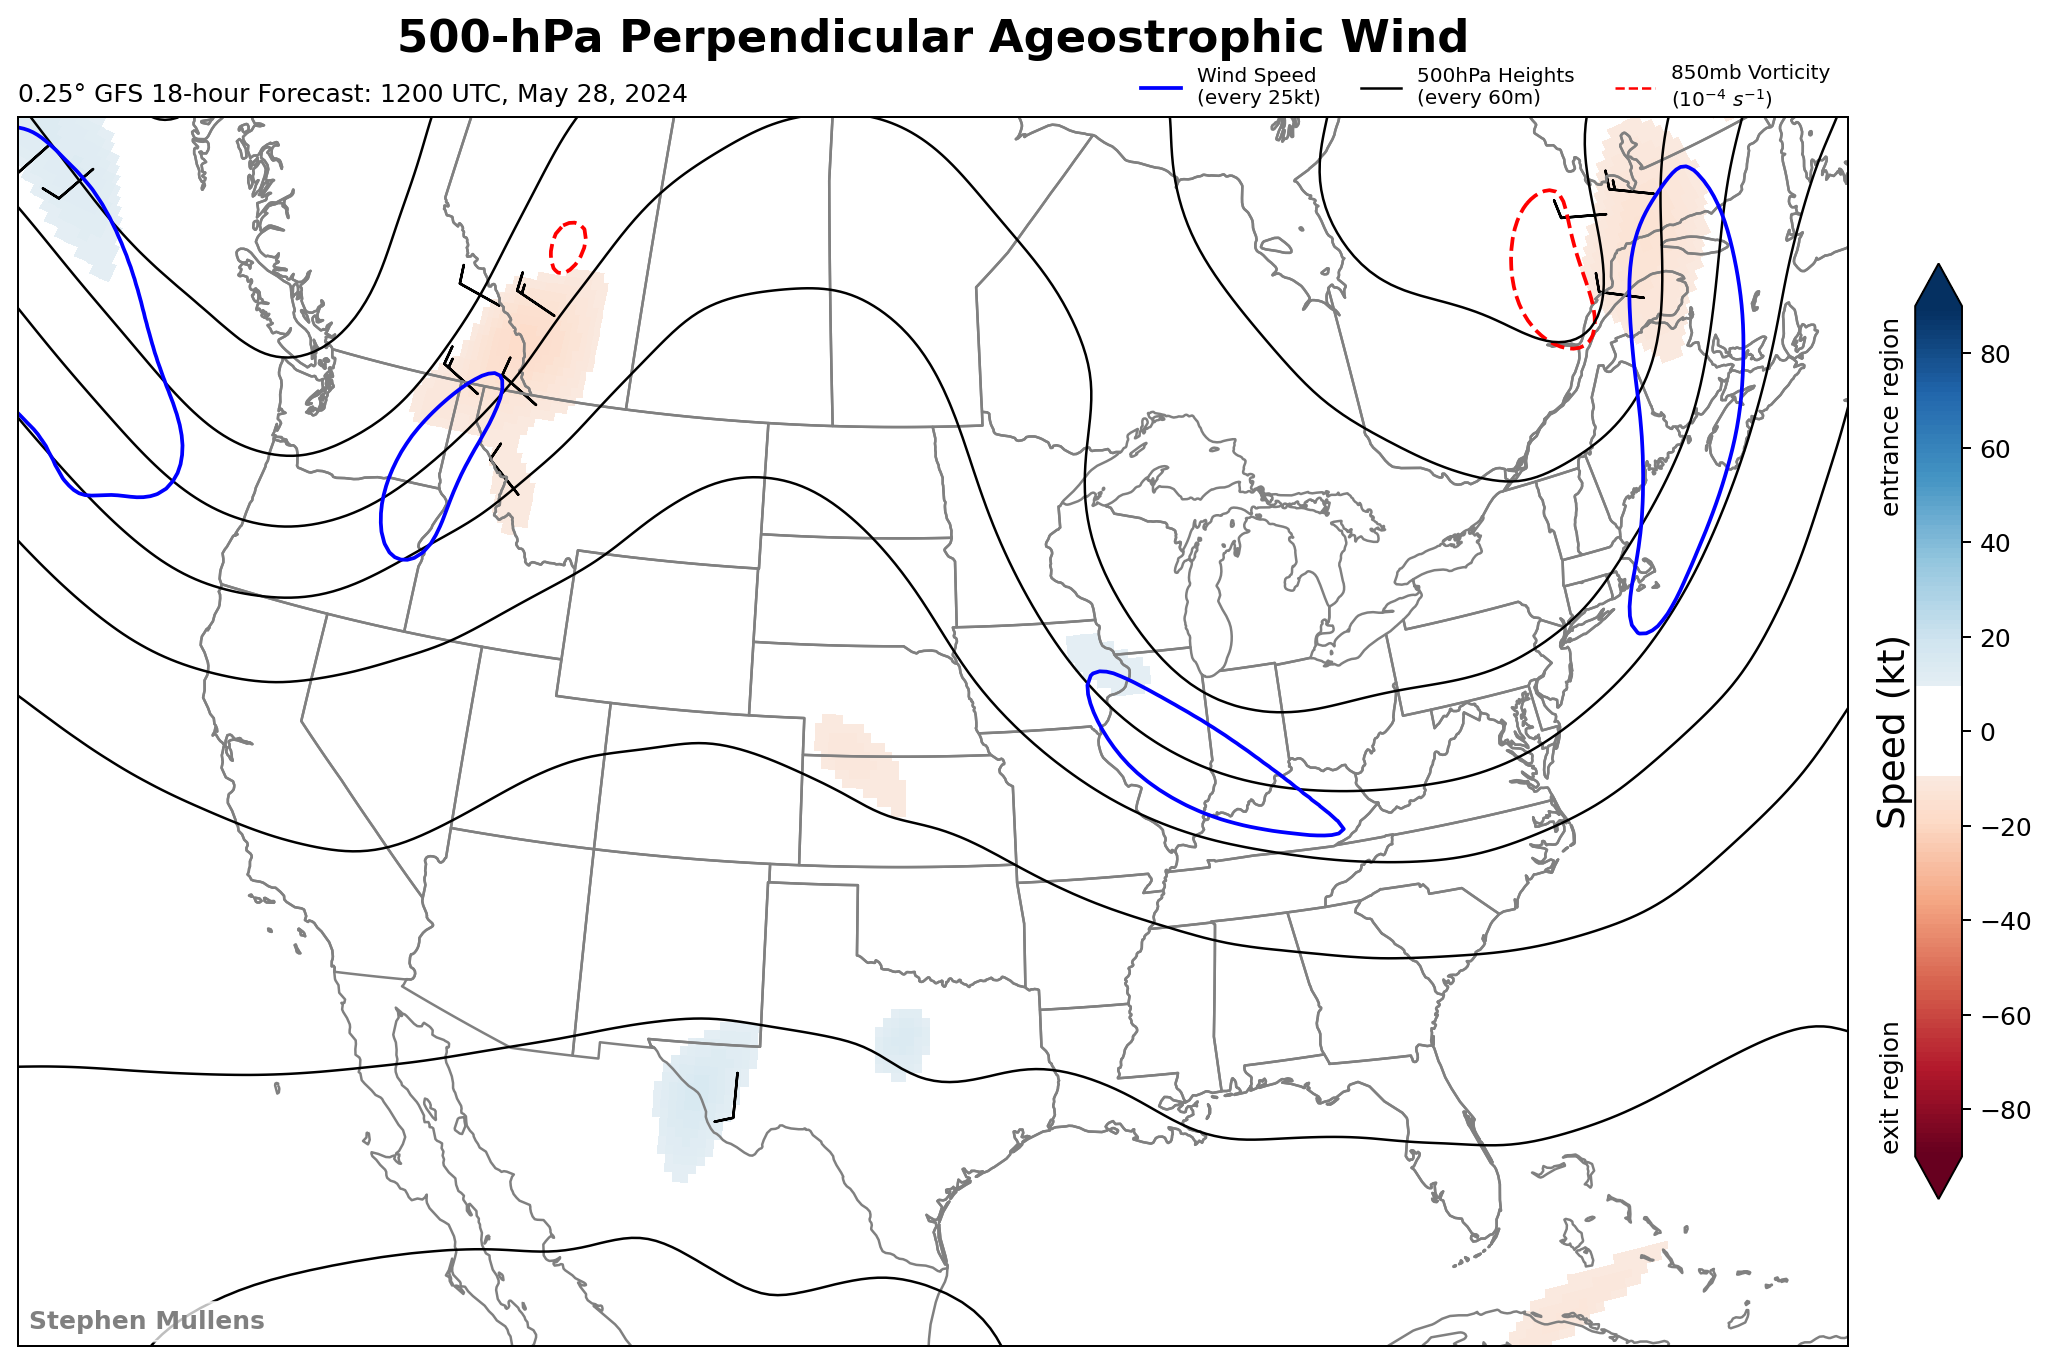 500-hPa Perpendicular Ageostrophic Wind
0.25° GFS 18-hour Forecast: 1200 UTC, May 28, 2024
Wind Speed
(every 25kt)
500hPa Heights
(every 60m)
850mb Vorticity
(10⁻⁴ s⁻¹)
entrance region
Speed (kt)
exit region
80
60
40
20
0
−20
−40
−60
−80
Stephen Mullens